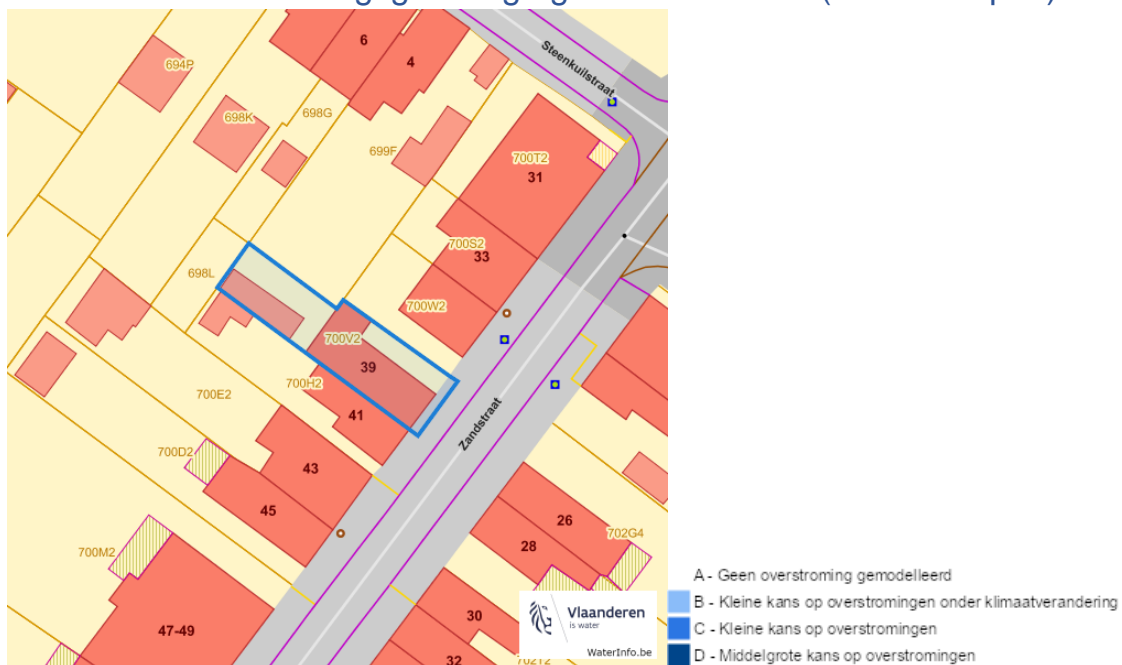 6
4
Steenkuilstraat
694P
698G
698K
699F
700T2
31
700S2
33
698L
700W2
700V2
39
700H2
700E2
41
Zandstraat
43
700D2
45
26
702G4
28
700M2
30
47-49
32
702T2
Vlaanderen
is water
WaterInfo.be
A - Geen overstroming gemodelleerd
B - Kleine kans op overstromingen onder klimaatverandering
C - Kleine kans op overstromingen
D - Middelgrote kans op overstromingen